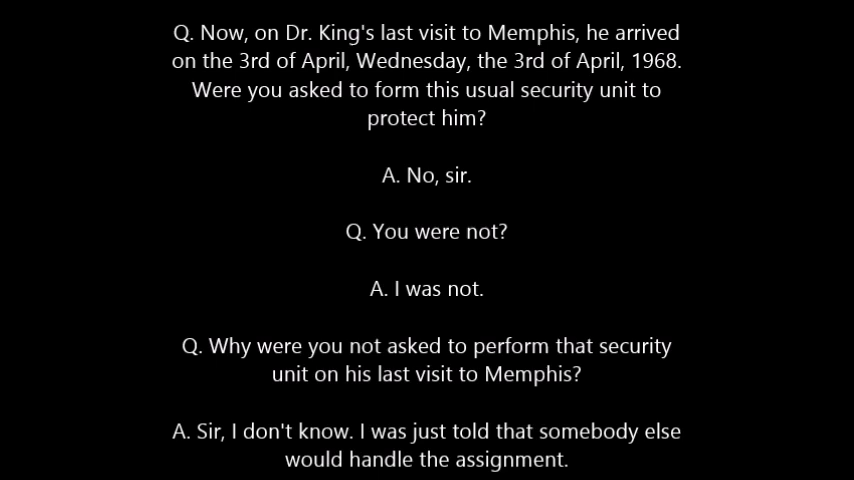 Q. Now, on Dr. King's last visit to Memphis, he arrived
on the 3rd of April, Wednesday, the 3rd of April, 1968.
Were you asked to form this usual security unit to
protect him?
A. No, sir.
Q. You were not?
A. I was not.
Q. Why were you not asked to perform that security
unit on his last visit to Memphis?
A. Sir, I don't know. I was just told that somebody else
would handle the assignment.